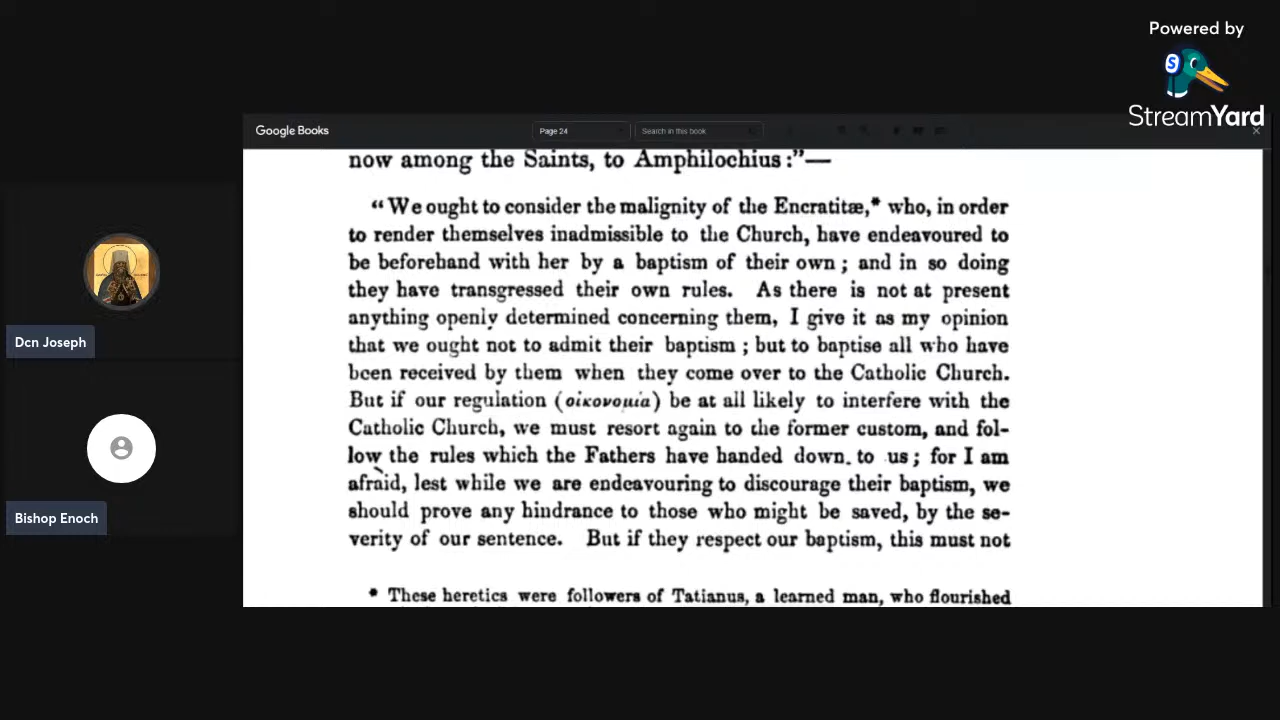 Powered by
StreamYard
Google Books
Page 24
Search in this book
now among the Saints, to Amphilochius:”—
“We ought to consider the malignity of the Encratitæ,* who, in order
to render themselves inadmissible to the Church, have endeavoured to
be beforehand with her by a baptism of their own; and in so doing
they have transgressed their own rules. As there is not at present
anything openly determined concerning them, I give it as my opinion
that we ought not to admit their baptism; but to baptise all who have
been received by them when they come over to the Catholic Church.
But if our regulation (οἰκονομία) be at all likely to interfere with the
Catholic Church, we must resort again to the former custom, and fol-
low the rules which the Fathers have handed down. to us; for I am
afraid, lest while we are endeavouring to discourage their baptism, we
should prove any hindrance to those who might be saved, by the se-
verity of our sentence. But if they respect our baptism, this must not
* These heretics were followers of Tatianus, a learned man, who flourished
Dcn Joseph
Bishop Enoch